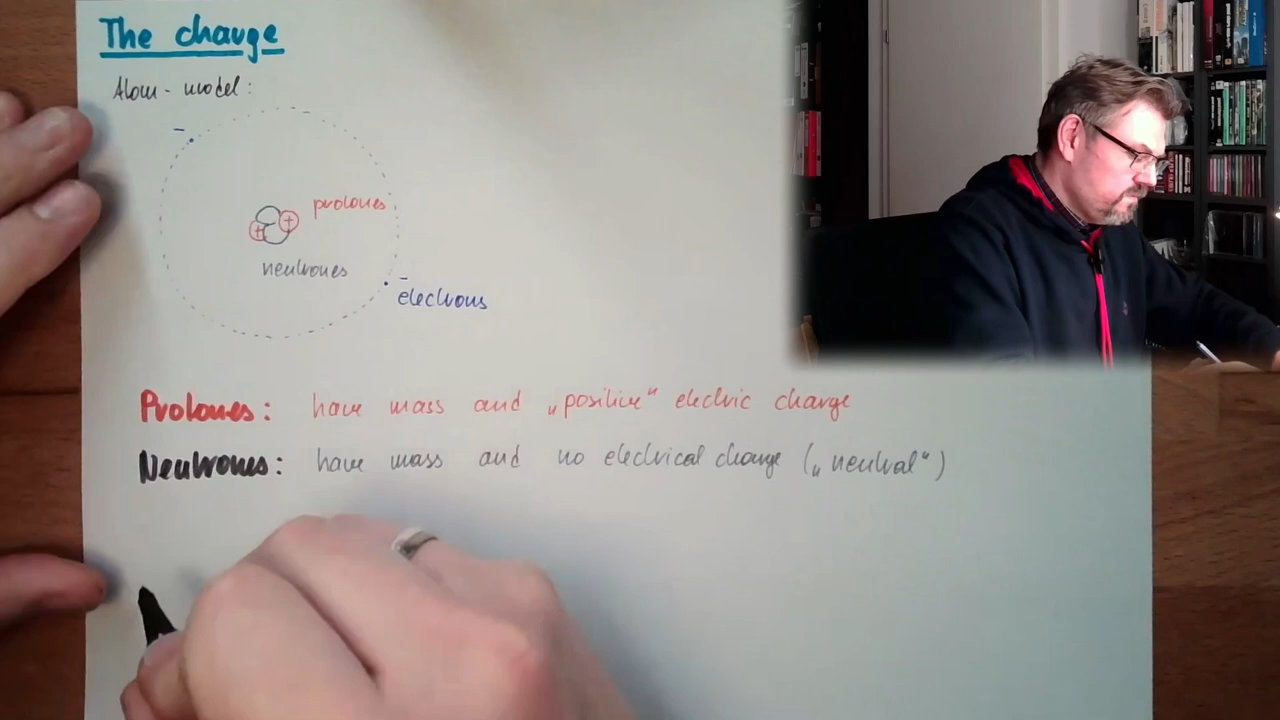 The charge
Atom-model:
-
protones
+
+
neutrones
-
electrons
Protones: have mass and „positive“ electric charge
Neutrones: have mass and no electrical charge („neutral“)